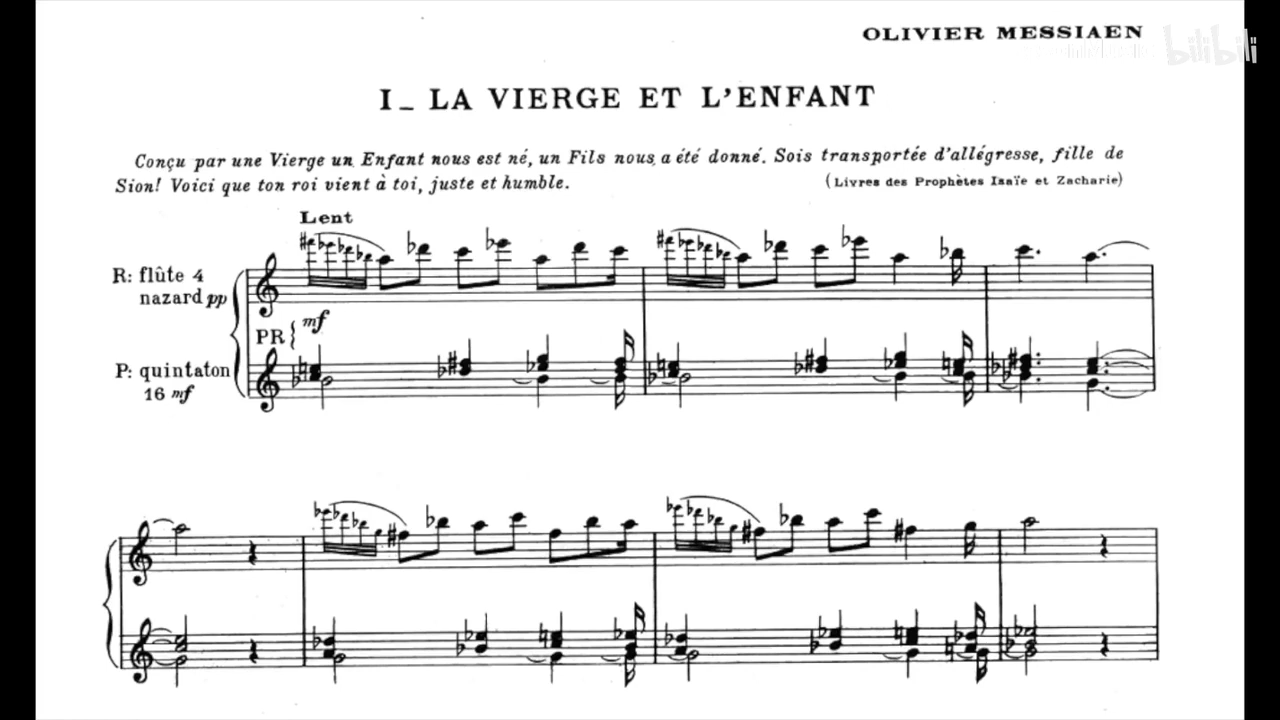 OLIVIER MESSIAEN
bilibili
I_ LA VIERGE ET L'ENFANT
Conçu par une Vierge un Enfant nous est né, un Fils nous a été donné. Sois transportée d'allégresse, fille de
Sion! Voici que ton roi vient à toi, juste et humble.
(Livres des Prophètes Isaïe et Zacharie)
Lent
R: flûte 4
nazard pp
mf
PR
P: quintaton
16 mf